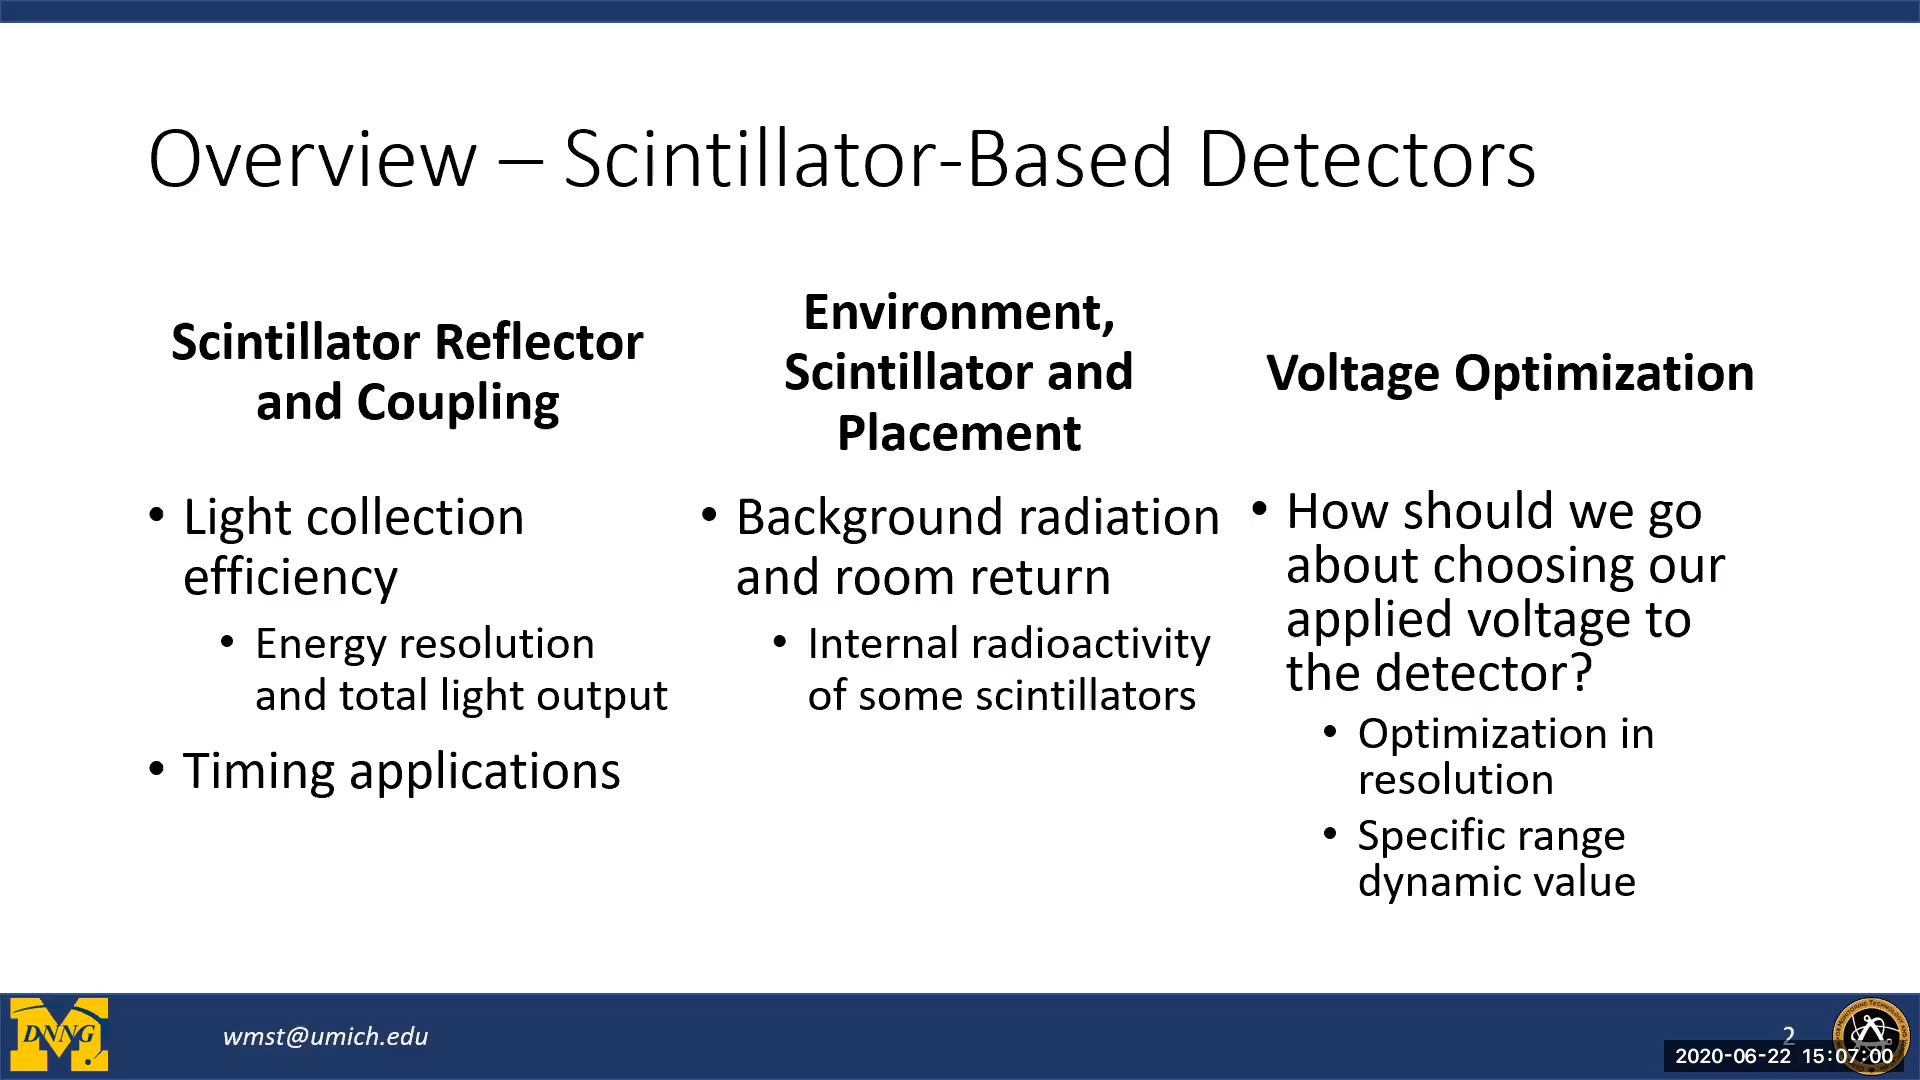 Overview – Scintillator-Based Detectors
Scintillator Reflector
and Coupling
• Light collection
efficiency
• Energy resolution
and total light output
• Timing applications
Environment,
Scintillator and
Placement
• Background radiation
and room return
• Internal radioactivity
of some scintillators
Voltage Optimization
• How should we go
about choosing our
applied voltage to
the detector?
• Optimization in
resolution
• Specific range
dynamic value
DNNG
wmst@umich.edu
2
2020-06-22 15:07:00